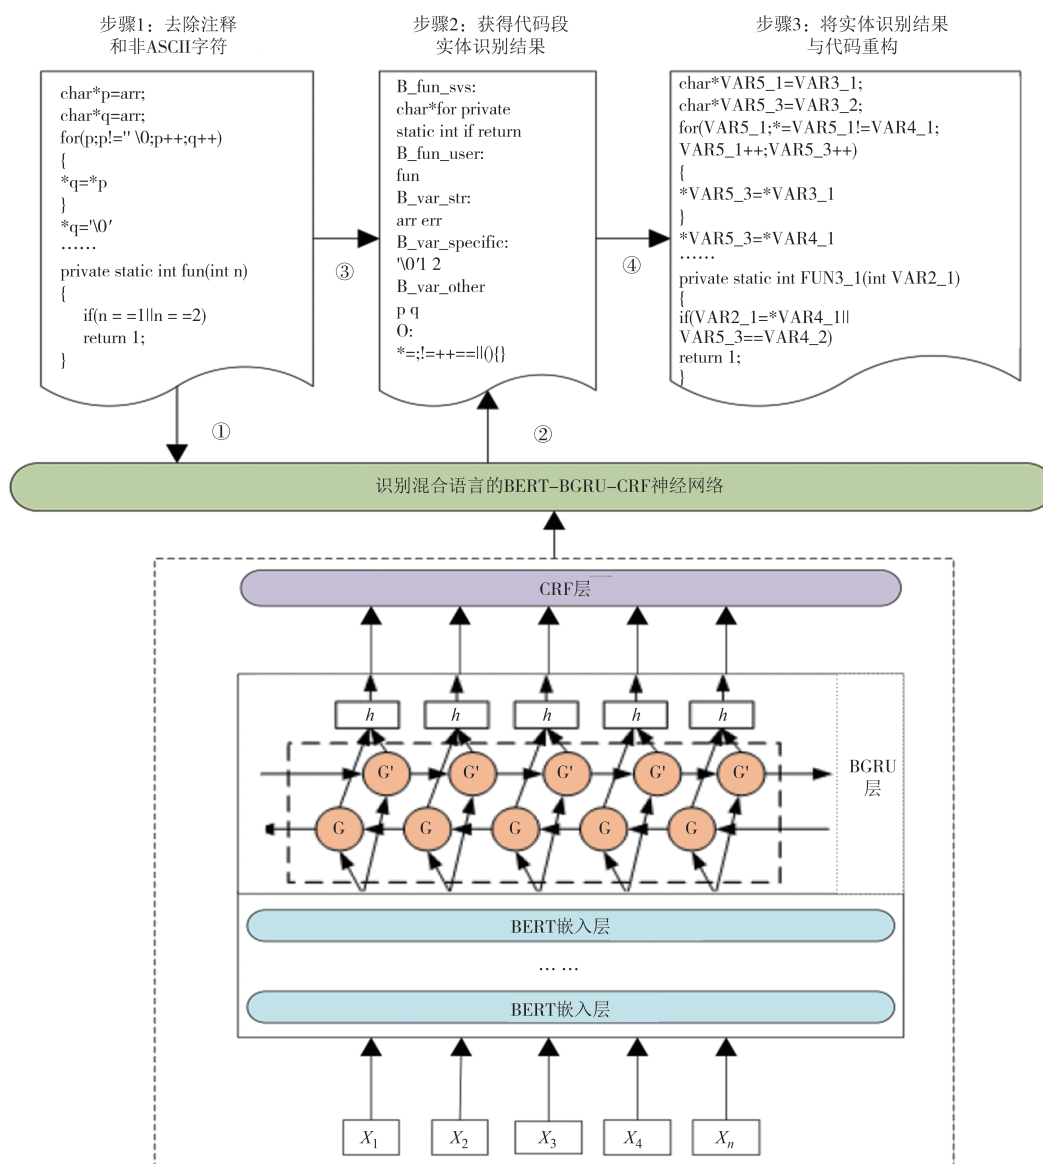 步骤1：去除注释
和非ASCII字符
步骤2：获得代码段
实体识别结果
步骤3：将实体识别结果
与代码重构
char*p=arr;
char*q=arr;
for(p;p!='' \0;p++;q++)
{
*q=*p
}
*q='\0′
……
private static int fun(int n)
{
if(n = =1||n = =2)
return 1;
}
B_fun_svs:
char*for private
static int if return
B_fun_user:
fun
B_var_str:
arr err
B_var_specific:
'\0′1 2
B_var_other
p q
O:
*=;!=++==||(){}
char*VAR5_1=VAR3_1;
char*VAR5_3=VAR3_2;
for(VAR5_1;*=VAR5_1!=VAR4_1;
VAR5_1++;VAR5_3++)
{
*VAR5_3=*VAR3_1
}
*VAR5_3=*VAR4_1
……
private static int FUN3_1(int VAR2_1)
{
if(VAR2_1=*VAR4_1||
VAR5_3==VAR4_2)
return 1;
}
③
④
①
②
识别混合语言的BERT-BGRU-CRF神经网络
CRF层
h h h h h
G' G' G' G' G'
BGRU
层
G G G G G
BERT嵌入层
… …
BERT嵌入层
X1 X2 X3 X4 Xn